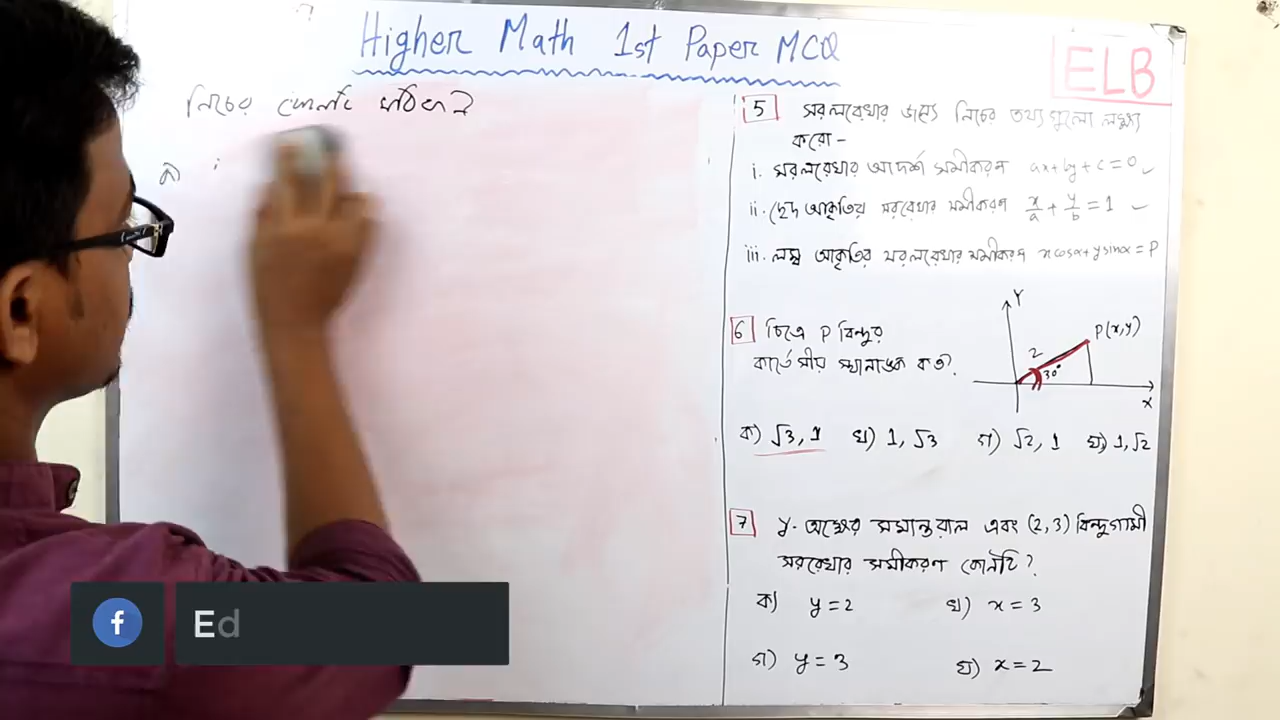 Higher Math 1st Paper MCQ
ELB
নিচের কোনটি সঠিক?
ক) i
5 সরলরেখার জন্যে নিচের তথ্যগুলো লক্ষ্য
করো-
i. সরলরেখার আদর্শ সমীকরণ ax+by+c=0
ii. ছেদ আকৃতির সররেখার সমীকরণ x/a + y/b = 1
iii. লম্ব আকৃতির সরলরেখার সমীকরণ xcosα+ysinα = P
6 চিত্রে P বিন্দুর
কার্তেসীয় স্থানাঙ্ক কত?
Y
P(x,y)
2
30°
X
ক) √3, 1 খ) 1, √3 গ) √2, 1 ঘ) 1, √2
7 y-অক্ষের সমান্তরাল এবং (2, 3) বিন্দুগামী
সররেখার সমীকরণ কোনটি?
ক) y = 2 খ) x = 3
গ) y = 3 ঘ) x = 2
f Ed